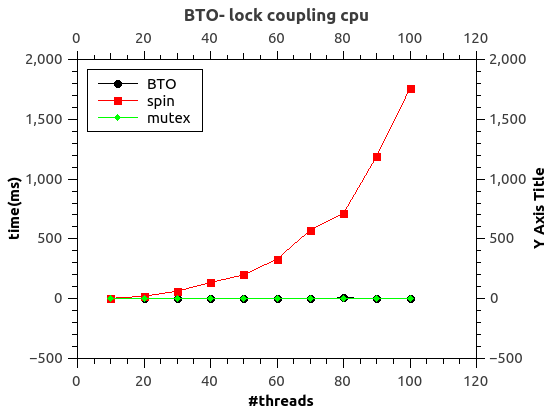 BTO- lock coupling cpu
0 20 40 60 80 100 120
2,000 2,000
BTO
spin
mutex
1,500 1,500
1,000 1,000
500 500
0 0
−500 −500
time(ms)
Y Axis Title
0 20 40 60 80 100 120
#threads